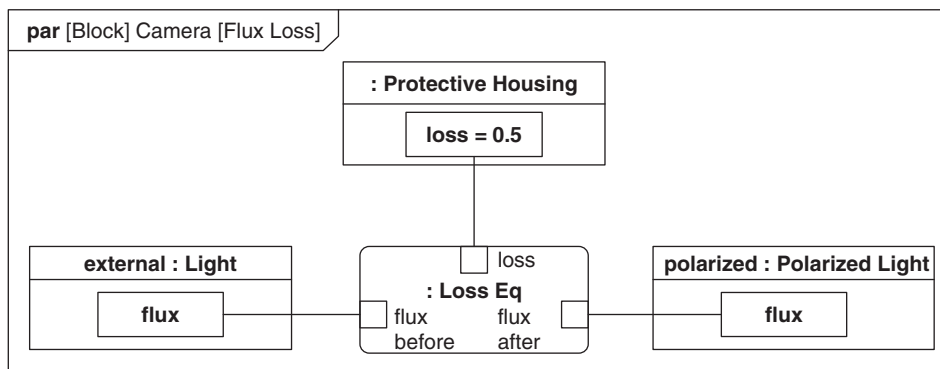 par [Block] Camera [Flux Loss]
: Protective Housing
loss = 0.5
external : Light
flux
loss
: Loss Eq
flux before
flux after
polarized : Polarized Light
flux